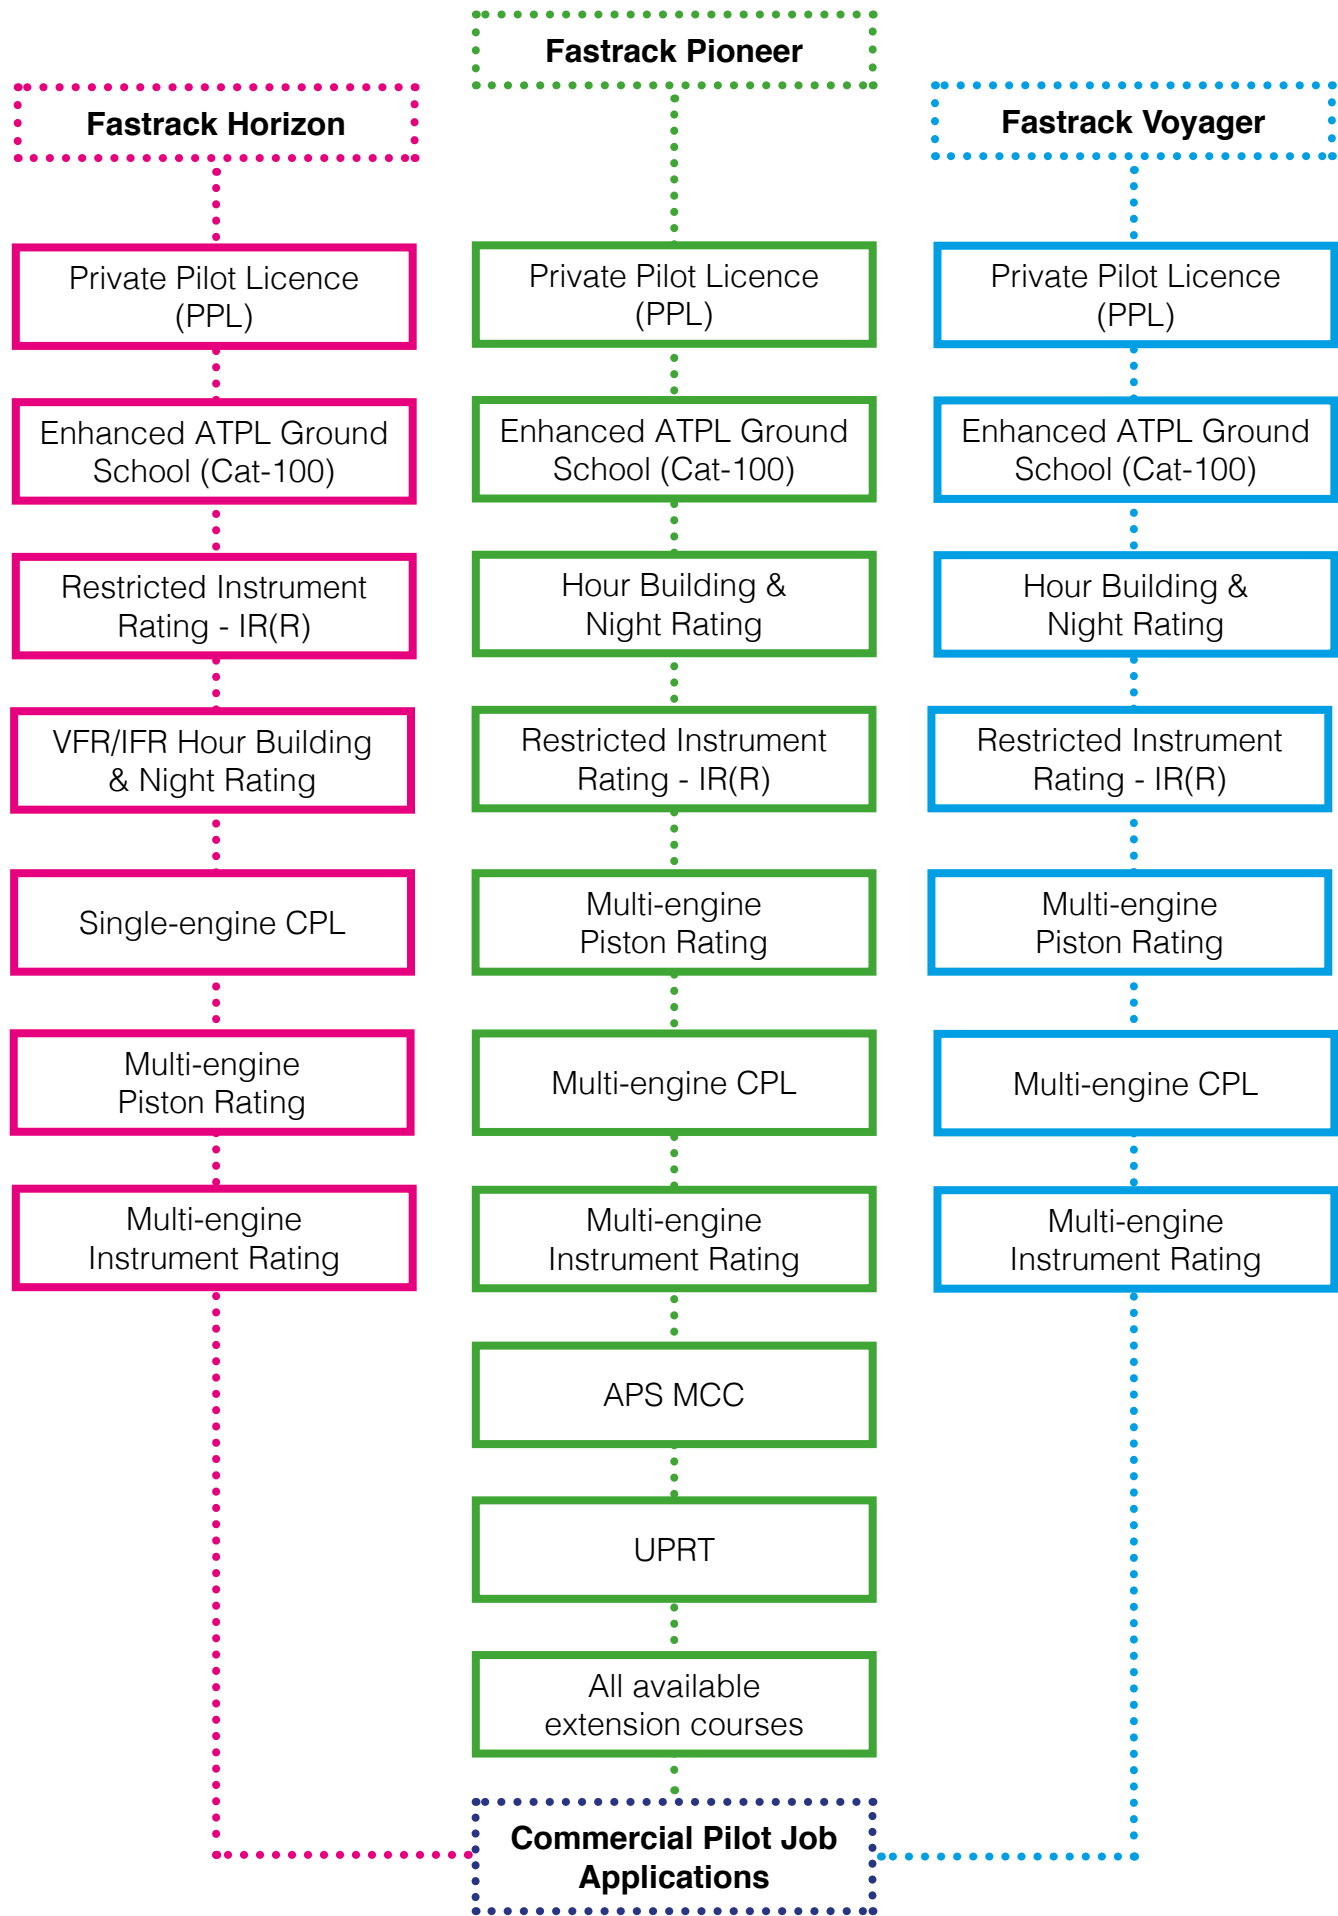 Fastrack Pioneer
Fastrack Horizon
Fastrack Voyager
Private Pilot Licence
(PPL)
Enhanced ATPL Ground
School (Cat-100)
Restricted Instrument
Rating - IR(R)
VFR/IFR Hour Building
& Night Rating
Single-engine CPL
Multi-engine
Piston Rating
Multi-engine
Instrument Rating
Private Pilot Licence
(PPL)
Enhanced ATPL Ground
School (Cat-100)
Hour Building &
Night Rating
Restricted Instrument
Rating - IR(R)
Multi-engine
Piston Rating
Multi-engine CPL
Multi-engine
Instrument Rating
APS MCC
UPRT
All available
extension courses
Private Pilot Licence
(PPL)
Enhanced ATPL Ground
School (Cat-100)
Hour Building &
Night Rating
Restricted Instrument
Rating - IR(R)
Multi-engine
Piston Rating
Multi-engine CPL
Multi-engine
Instrument Rating
Commercial Pilot Job
Applications